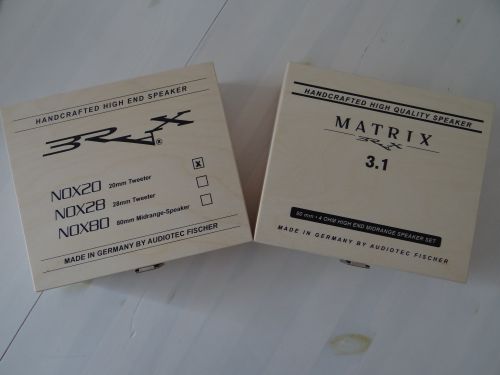 HANDCRAFTED HIGH END SPEAKER
BRAX®
NOX20 20mm Tweeter X
NOX28 28mm Tweeter
NOX80 80mm Midrange-Speaker
MADE IN GERMANY BY AUDIOTEC FISCHER
HANDCRAFTED HIGH QUALITY SPEAKER
MATRIX
BRAX
3.1
80 mm • 4 OHM HIGH END MIDRANGE SPEAKER SET
MADE IN GERMANY BY AUDIOTEC FISCHER